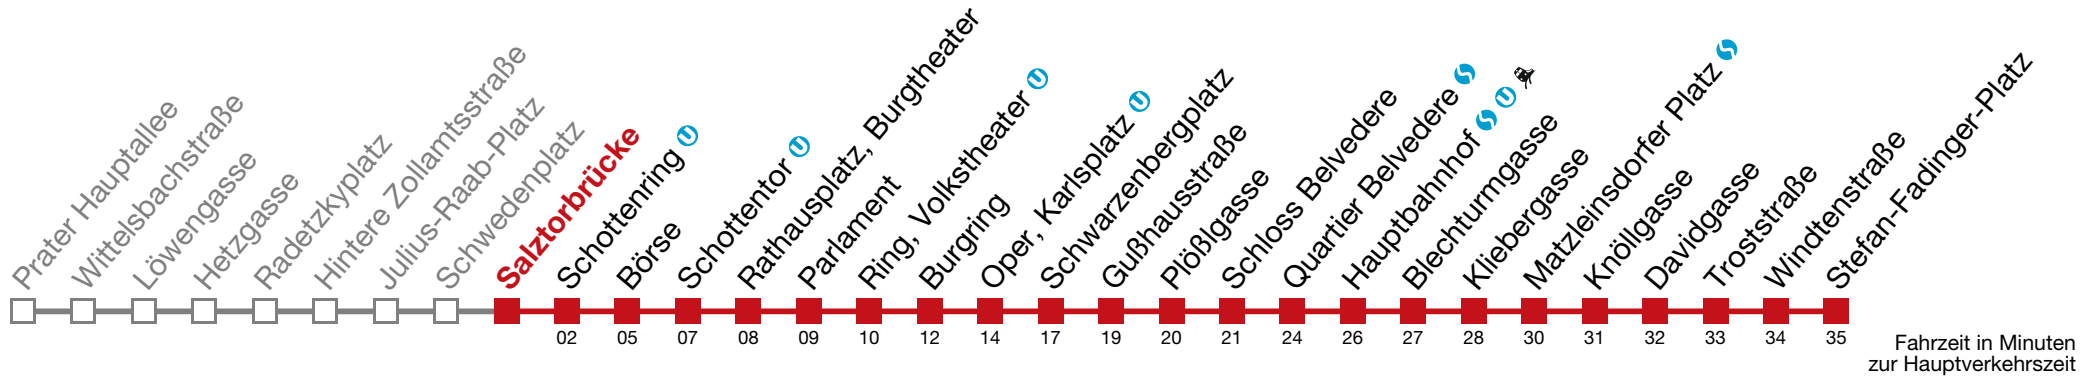 Prater Hauptallee
Wittelsbachstraße
Löwengasse
Hetzgasse
Radetzkyplatz
Hintere Zollamtsstraße
Julius-Raab-Platz
Schwedenplatz
Salztorbrücke
Schottenring U
Börse
Schottentor U
Rathausplatz, Burgtheater
Parlament
Ring, Volkstheater U
Burgring
Oper, Karlsplatz U
Schwarzenbergplatz
Gußhausstraße
Plößlgasse
Schloss Belvedere
Quartier Belvedere S
Hauptbahnhof S U
Blechturmgasse
Kliebergasse
Matzleinsdorfer Platz S
Knöllgasse
Davidgasse
Troststraße
Windtenstraße
Stefan-Fadinger-Platz
02 05 07 08 09 10 12 14 17 19 20 21 24 26 27 28 30 31 32 33 34 35
Fahrzeit in Minuten
zur Hauptverkehrszeit